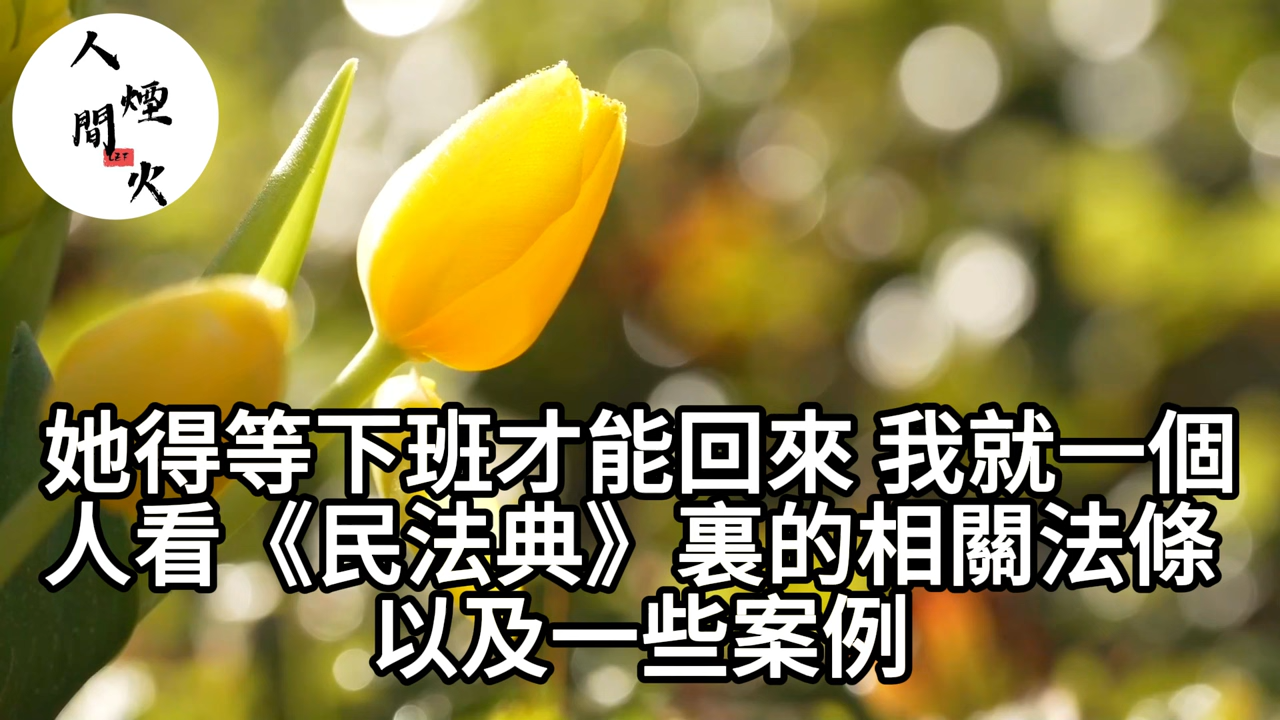 人間煙火
她得等下班才能回來 我就一個
人看《民法典》裏的相關法條
以及一些案例